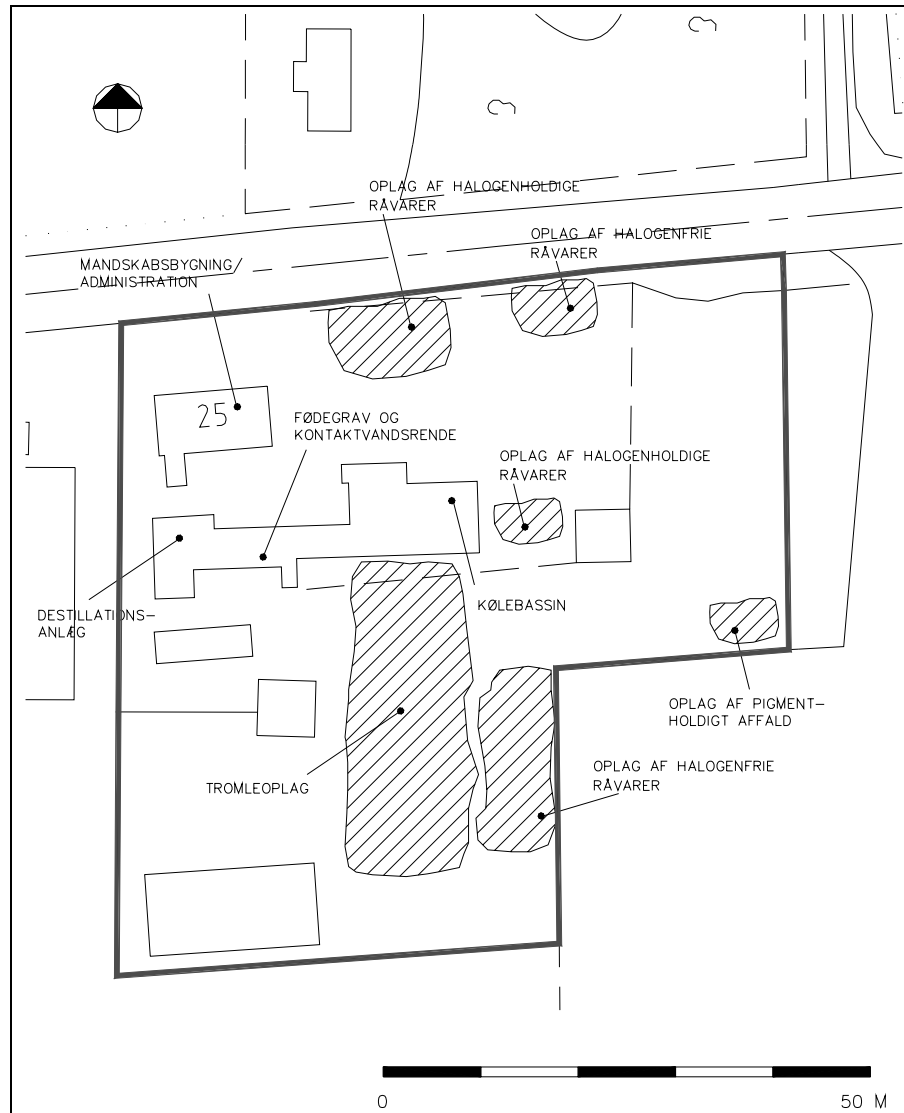 OPLAG AF HALOGENHOLDIGE
RÅVARER
OPLAG AF HALOGENFRIE
RÅVARER
MANDSKABSBYGNING/
ADMINISTRATION
25
FØDEGRAV OG
KONTAKTVANDSRENDE
OPLAG AF HALOGENHOLDIGE
RÅVARER
DESTILLATIONS-
ANLÆG
KØLEBASSIN
OPLAG AF PIGMENT-
HOLDIGT AFFALD
OPLAG AF HALOGENFRIE
RÅVARER
TROMLEOPLAG
0 50 M